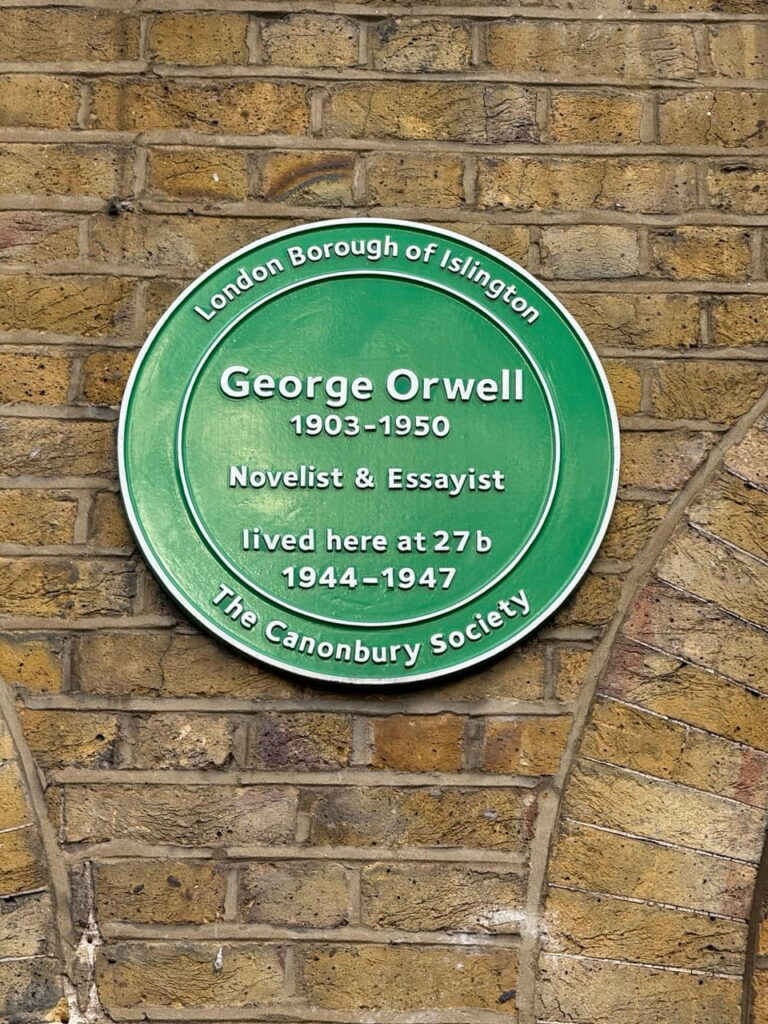 London Borough of Islington
George Orwell
1903-1950
Novelist & Essayist
lived here at 27b
1944-1947
The Canonbury Society